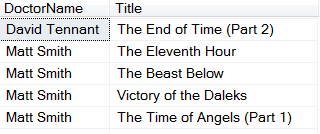 DoctorName Title
David Tennant The End of Time (Part 2)
Matt Smith The Eleventh Hour
Matt Smith The Beast Below
Matt Smith Victory of the Daleks
Matt Smith The Time of Angels (Part 1)